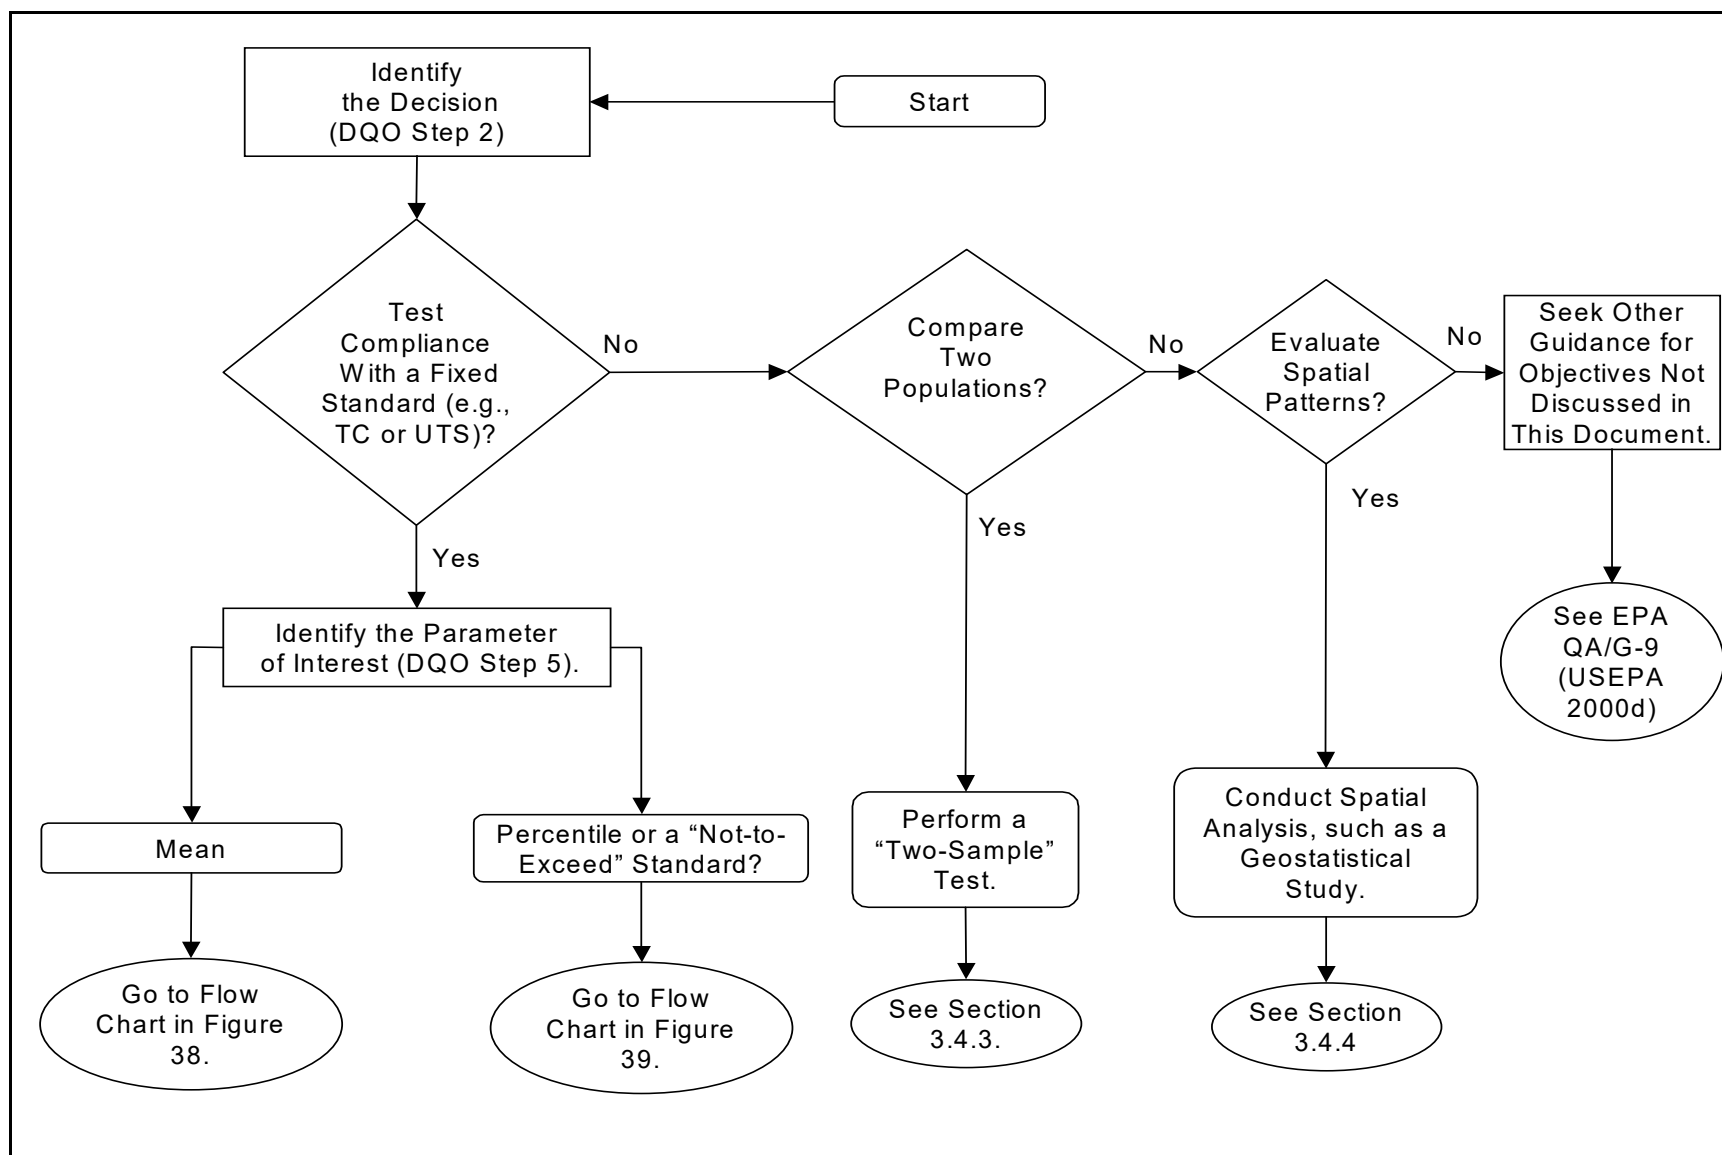 Identify
the Decision
(DQO Step 2)
Start
Test
Compliance
With a Fixed
Standard (e.g.,
TC or UTS)?
No
Compare
Two
Populations?
No
Evaluate
Spatial
Patterns?
No
Seek Other
Guidance for
Objectives Not
Discussed in
This Document.
Yes
Yes
Yes
Identify the Parameter
of Interest (DQO Step 5).
See EPA
QA/G-9
(USEPA
2000d)
Mean
Percentile or a “Not-to-
Exceed” Standard?
Perform a
“Two-Sample”
Test.
Conduct Spatial
Analysis, such as a
Geostatistical
Study.
Go to Flow
Chart in Figure
38.
Go to Flow
Chart in Figure
39.
See Section
3.4.3.
See Section
3.4.4